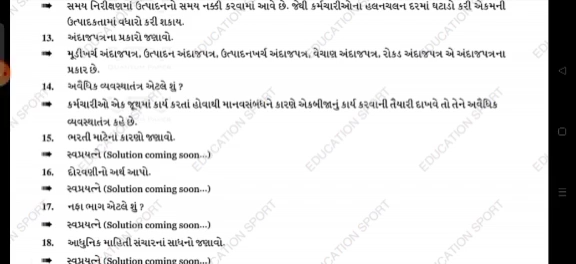 સમય નિરીક્ષણમાં ઉત્પાદનનો સમય નક્કી કરવામાં આવે છે. જેથી કર્મચારીઓના હલનચલન દરમાં ઘટાડો કરી એકમની
ઉત્પાદકતામાં વધારો કરી શકાય.
13. અંદાજપત્રના પ્રકારો જણાવો.
➡ મૂડીખર્ચ અંદાજપત્ર, ઉત્પાદન અંદાજપત્ર, ઉત્પાદનખર્ચ અંદાજપત્ર, વેચાણ અંદાજપત્ર, રોકડ અંદાજપત્ર એ અંદાજપત્રના
પ્રકાર છે.
14. અવૈધિક વ્યવસ્થાતંત્ર એટલે શું ?
➡ કર્મચારીઓ એક જૂથમાં કાર્ય કરતાં હોવાથી માનવસંબંધને કારણે એકબીજાનું કાર્ય કરવાની તૈયારી દાખવે તો તેને અવૈધિક
વ્યવસ્થાતંત્ર કહે છે.
15. ભરતી માટેનાં કારણો જણાવો.
➡ સ્વપ્રયત્ને (Solution coming soon...)
16. દોરવણીનો અર્થ આપો.
➡ સ્વપ્રયત્ને (Solution coming soon...)
17. નફા ભાગ એટલે શું ?
➡ સ્વપ્રયત્ને (Solution coming soon...)
18. આધુનિક માહિતી સંચારનાં સાધનો જણાવો.
➡ સ્વપ્રયત્ને (Solution coming soon...)
EDUCATION SPORT